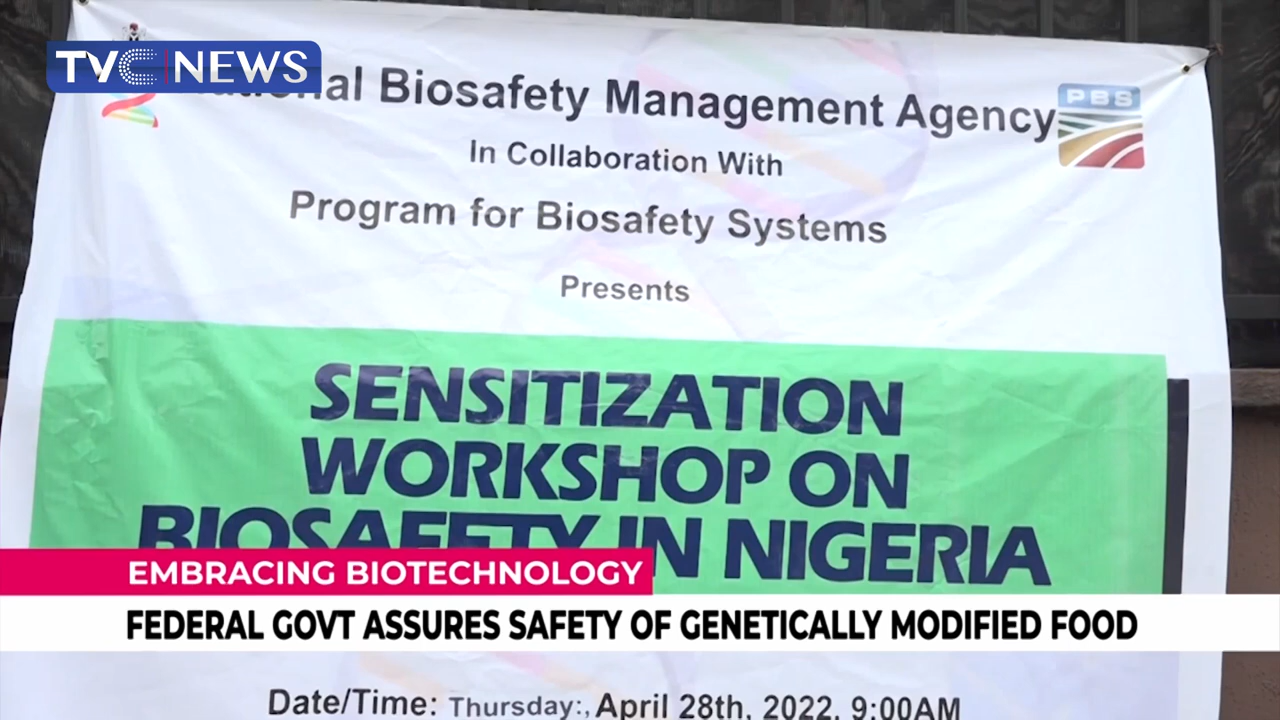 TVC NEWS
Biosafety Management Agency
PBS
In Collaboration With
Program for Biosafety Systems
Presents
SENSITIZATION
WORKSHOP ON
BIOSAFETY IN NIGERIA
EMBRACING BIOTECHNOLOGY
FEDERAL GOVT ASSURES SAFETY OF GENETICALLY MODIFIED FOOD
Date/Time: Thursday:, April 28th, 2022, 9:00AM